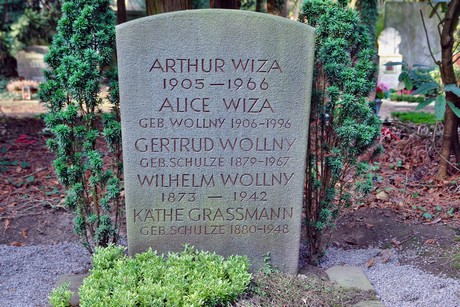 ARTHUR WIZA
1905-1966
ALICE WIZA
GEB. WOLLNY 1906-1996
GERTRUD WOLLNY
GEB. SCHULZE 1879-1967
WILHELM WOLLNY
1873 - 1942
KÄTHE GRASSMANN
GEB. SCHULZE 1880-1948